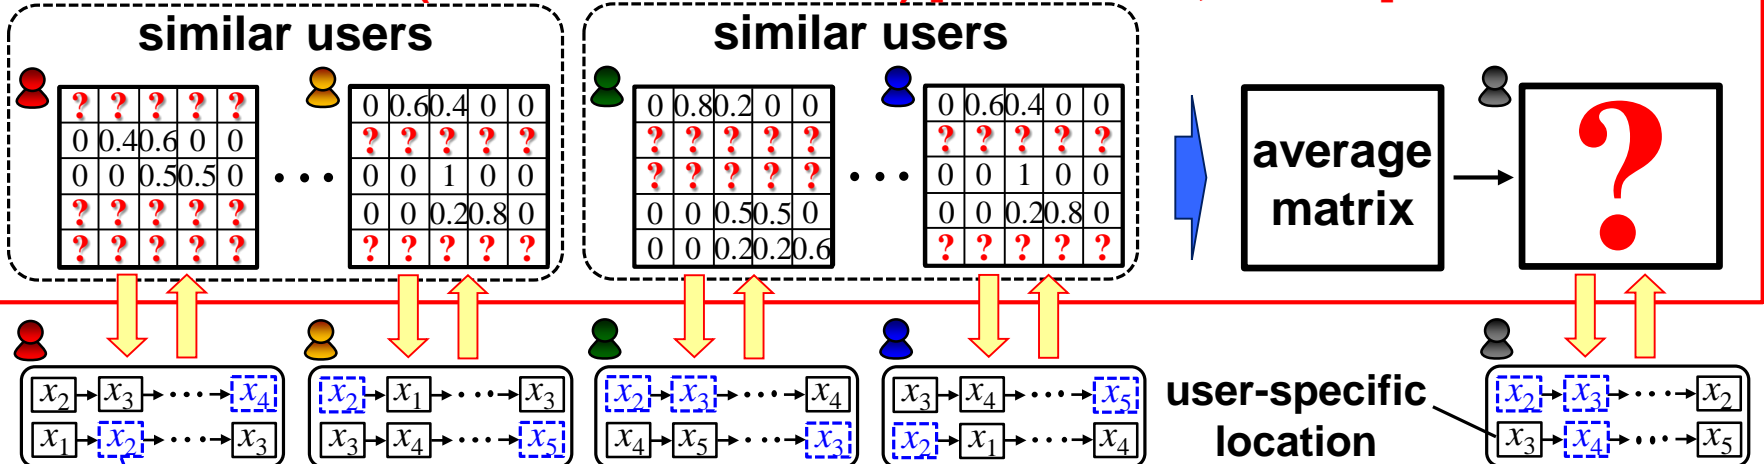 similar users
similar users
? ? ? ? ?
0 0.4 0.6 0 0
0 0 0.5 0.5 0
? ? ? ? ?
? ? ? ? ?
...
0 0.6 0.4 0 0
? ? ? ? ?
0 0 1 0 0
0 0 0.2 0.8 0
? ? ? ? ?
0 0.8 0.2 0 0
? ? ? ? ?
? ? ? ? ?
0 0 0.5 0.5 0
0 0 0.2 0.2 0.6
...
0 0.6 0.4 0 0
? ? ? ? ?
0 0 1 0 0
0 0 0.2 0.8 0
? ? ? ? ?
average
matrix
?
x2 x3 ... x4
x1 x2 ... x3
x2 x1 ... x3
x3 x4 ... x5
x2 x3 ... x4
x4 x5 ... x3
x3 x4 ... x5
x2 x1 ... x4
user-specific
location
x2 x3 ... x2
x3 x4 ... x5